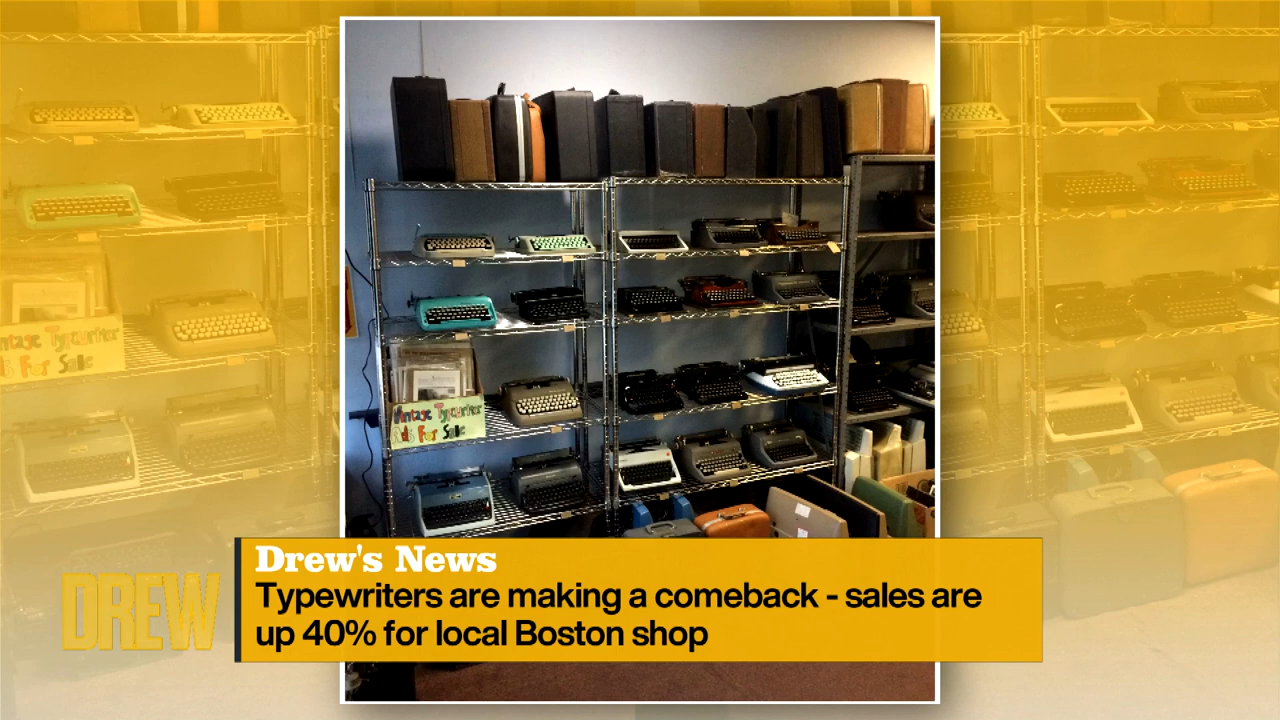 Vintage Typewriter
Ads For Sale
Drew's News
Typewriters are making a comeback - sales are
up 40% for local Boston shop
DREW